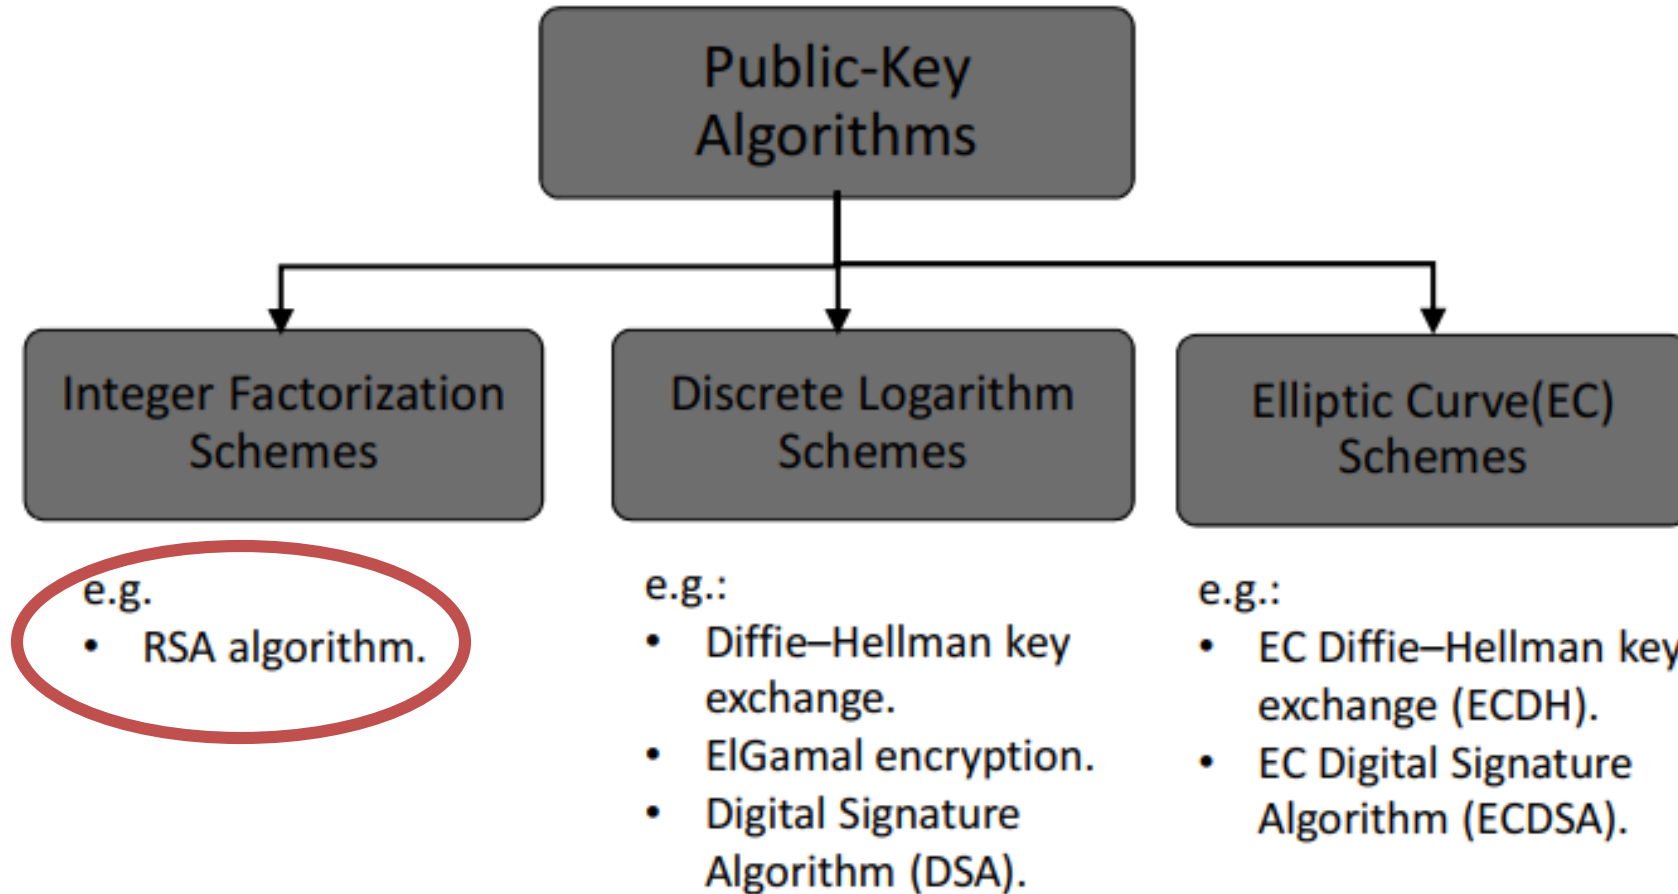 Public-Key
Algorithms
Integer Factorization
Schemes
Discrete Logarithm
Schemes
Elliptic Curve(EC)
Schemes
e.g.
• RSA algorithm.
e.g.:
• Diffie–Hellman key
exchange.
• ElGamal encryption.
• Digital Signature
Algorithm (DSA).
e.g.:
• EC Diffie–Hellman key
exchange (ECDH).
• EC Digital Signature
Algorithm (ECDSA).